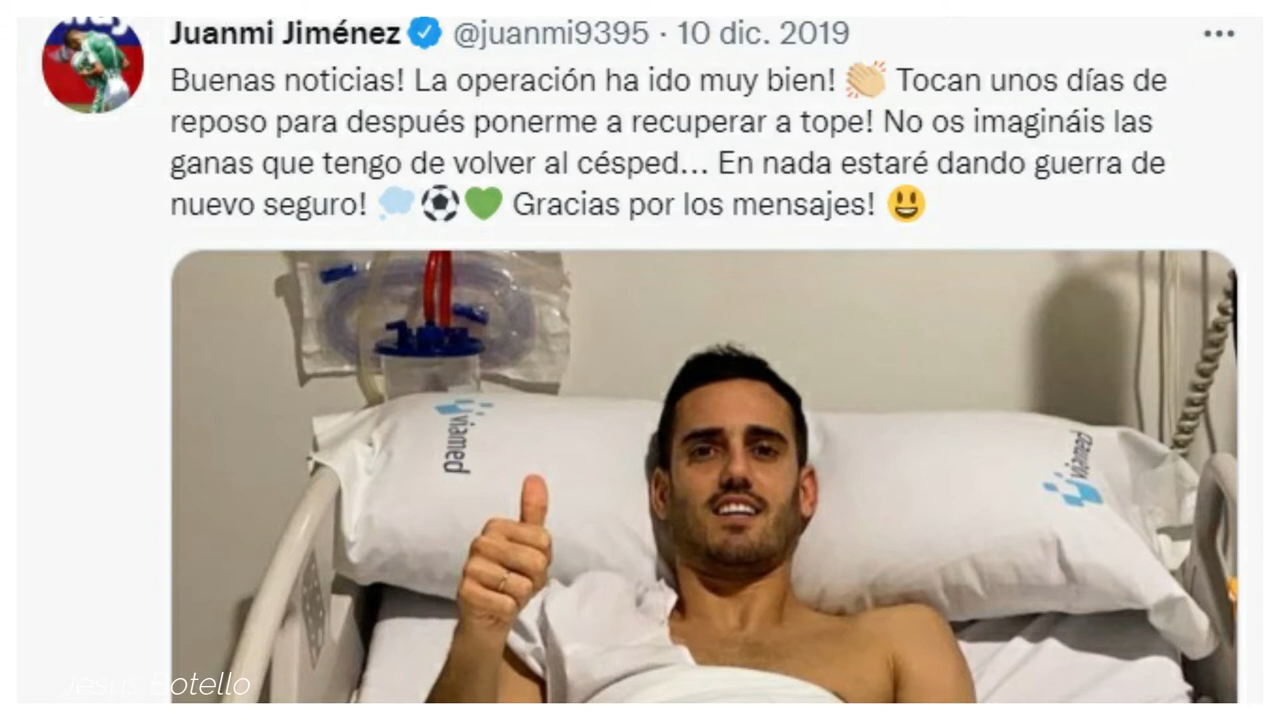 Juanmi Jiménez @juanmi9395 · 10 dic. 2019
Buenas noticias! La operación ha ido muy bien! 👏🏼 Tocan unos días de
reposo para después ponerme a recuperar a tope! No os imagináis las
ganas que tengo de volver al césped... En nada estaré dando guerra de
nuevo seguro! 💭⚽💚 Gracias por los mensajes! 😃
viamed
viamed
Jesus Botello